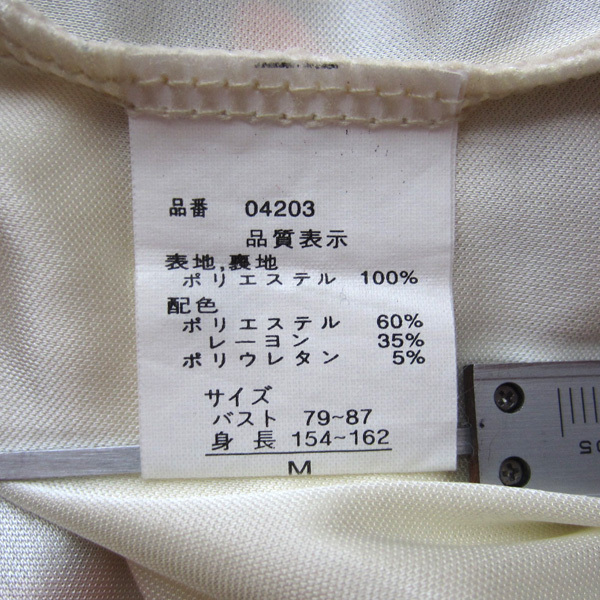 品番 04203
品質表示
表地,裏地
ポリエステル 100%
配色
ポリエステル 60%
レーヨン 35%
ポリウレタン 5%
サイズ
バスト 79~87
身長 154~162
M
05